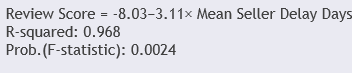 Review Score = -8.03−3.11× Mean Seller Delay Days
R-squared: 0.968
Prob.(F-statistic): 0.0024